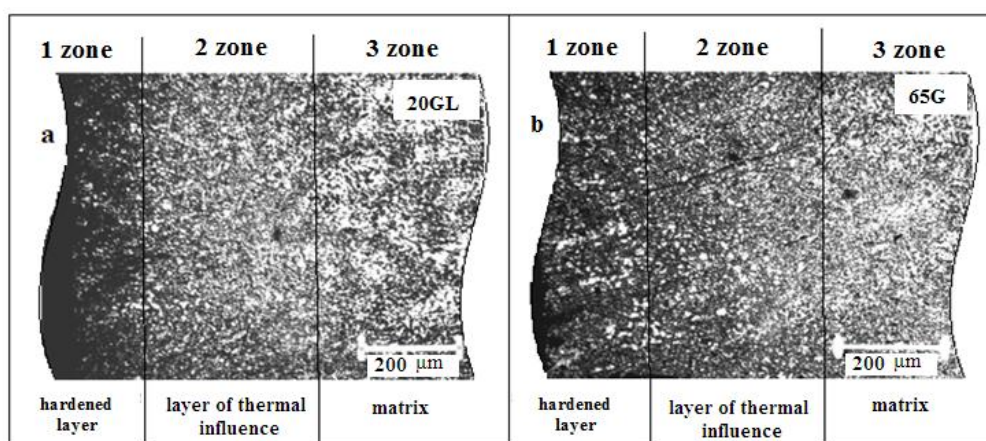 1 zone
2 zone
3 zone
20GL
a
200 μm
hardened
layer
layer of thermal
influence
matrix
1 zone
2 zone
3 zone
65G
b
200 μm
hardened
layer
layer of thermal
influence
matrix